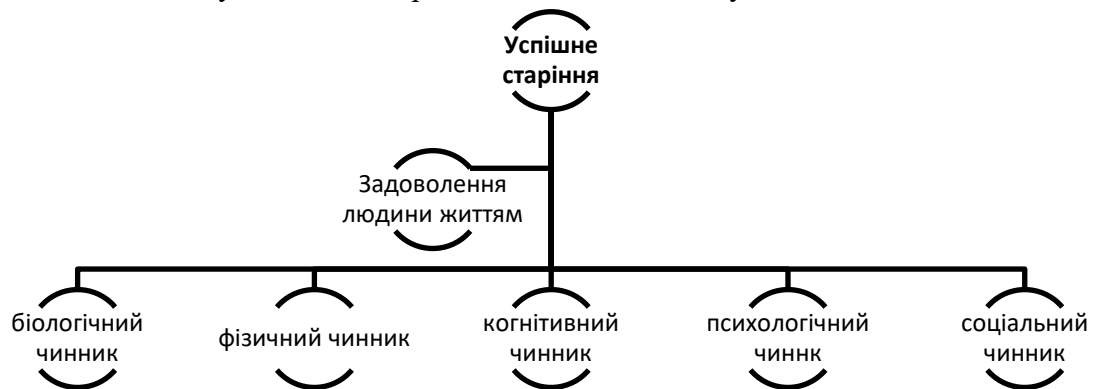 Успішне
старіння
Задоволення
людини життям
біологічний
чинник
фізичний чинник
когнітивний
чинник
психологічний
чиннк
соціальний
чинник